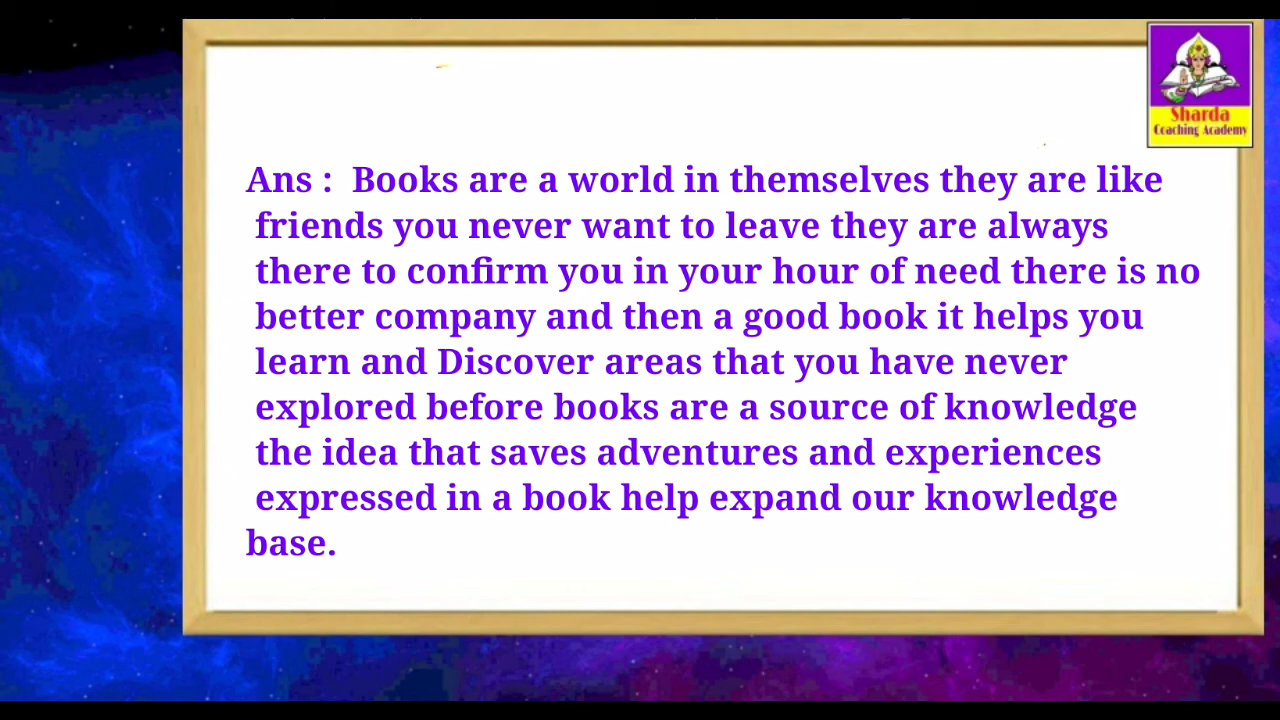 Sharda
Coaching Academy
Ans :  Books are a world in themselves they are like
friends you never want to leave they are always
there to confirm you in your hour of need there is no
better company and then a good book it helps you
learn and Discover areas that you have never
explored before books are a source of knowledge
the idea that saves adventures and experiences
expressed in a book help expand our knowledge
base.